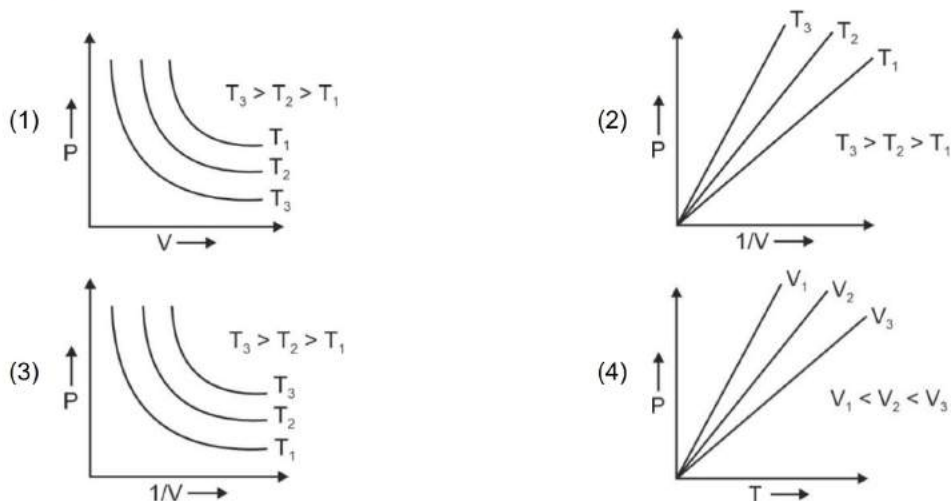 (1)
P
T₃ > T₂ > T₁
T₁
T₂
T₃
V
(2)
P
T₃
T₂
T₁
T₃ > T₂ > T₁
1/V
(3)
P
T₃ > T₂ > T₁
T₃
T₂
T₁
1/V
(4)
P
V₁
V₂
V₃
V₁ < V₂ < V₃
T